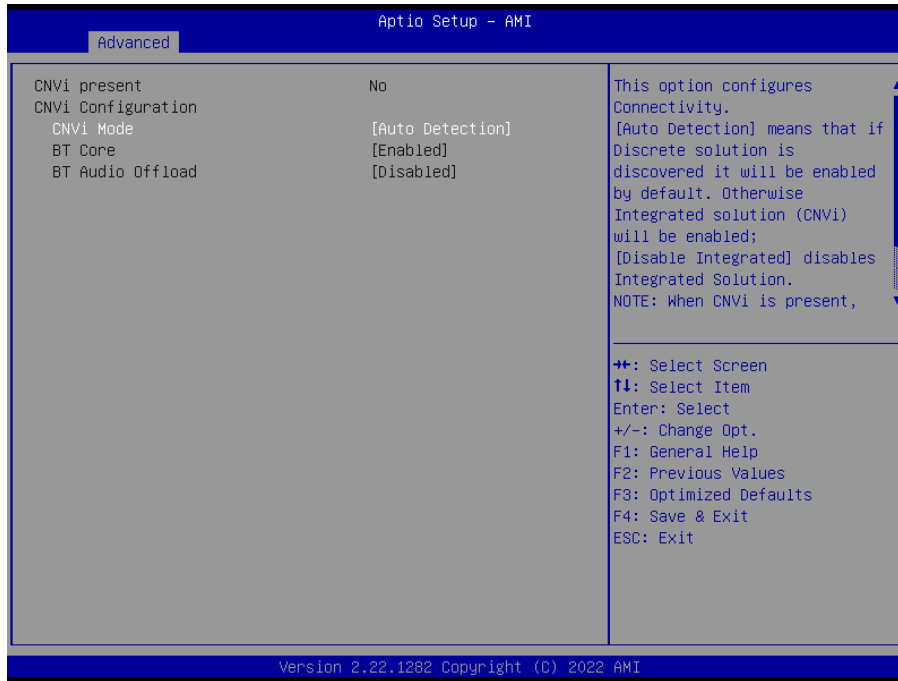 Aptio Setup – AMI
Advanced
CNVi present No
CNVi Configuration
CNVi Mode [Auto Detection]
BT Core [Enabled]
BT Audio Offload [Disabled]
This option configures
Connectivity.
[Auto Detection] means that if
Discrete solution is
discovered it will be enabled
by default. Otherwise
Integrated solution (CNVi)
will be enabled;
[Disable Integrated] disables
Integrated Solution.
NOTE: When CNVi is present,
→←: Select Screen
↑↓: Select Item
Enter: Select
+/-: Change Opt.
F1: General Help
F2: Previous Values
F3: Optimized Defaults
F4: Save & Exit
ESC: Exit
Version 2.22.1282 Copyright (C) 2022 AMI